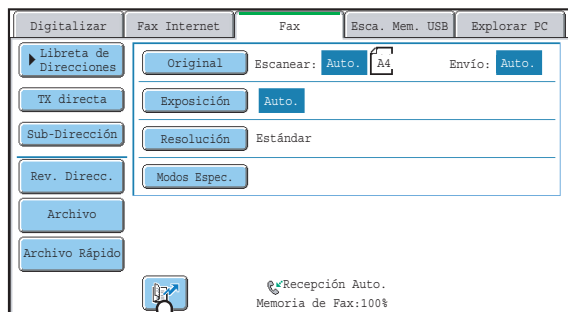 Digitalizar
Fax Internet
Fax
Esca. Mem. USB
Explorar PC
Libreta de
Direcciones
Original
Escanear: Auto. A4
Envío: Auto.
TX directa
Exposición
Auto.
Sub-Dirección
Resolución
Estándar
Rev. Direcc.
Modos Espec.
Archivo
Archivo Rápido
Recepción Auto.
Memoria de Fax:100%